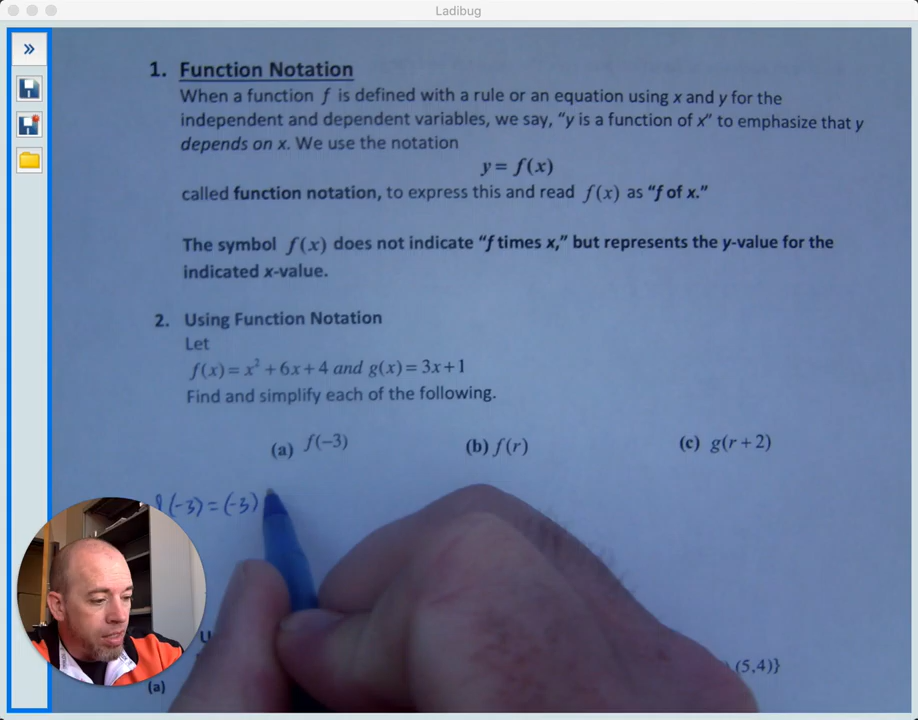 Ladibug
»
1. Function Notation
When a function f is defined with a rule or an equation using x and y for the
independent and dependent variables, we say, “y is a function of x” to emphasize that y
depends on x. We use the notation
y = f(x)
called function notation, to express this and read f(x) as “f of x.”
The symbol f(x) does not indicate “f times x,” but represents the y-value for the
indicated x-value.
2. Using Function Notation
Let
f(x) = x² + 6x + 4 and g(x) = 3x + 1
Find and simplify each of the following.
(a) f(−3) (b) f(r) (c) g(r + 2)
f(-3) = (-3)
U
(5,4)}
(a)